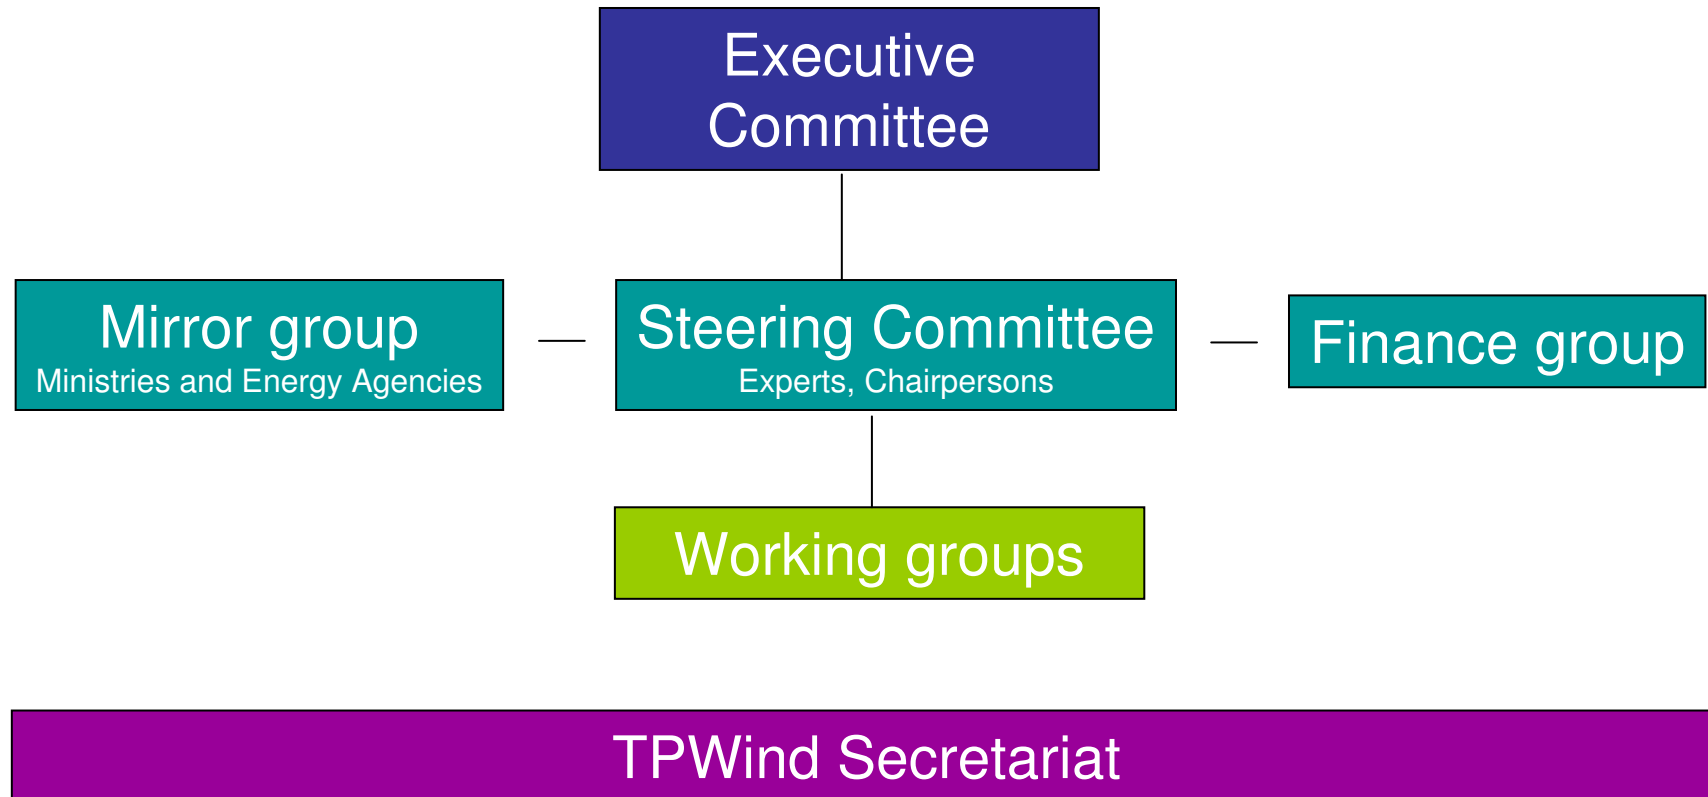 Executive
Committee
Mirror group
Ministries and Energy Agencies
Steering Committee
Experts, Chairpersons
Finance group
Working groups
TPWind Secretariat